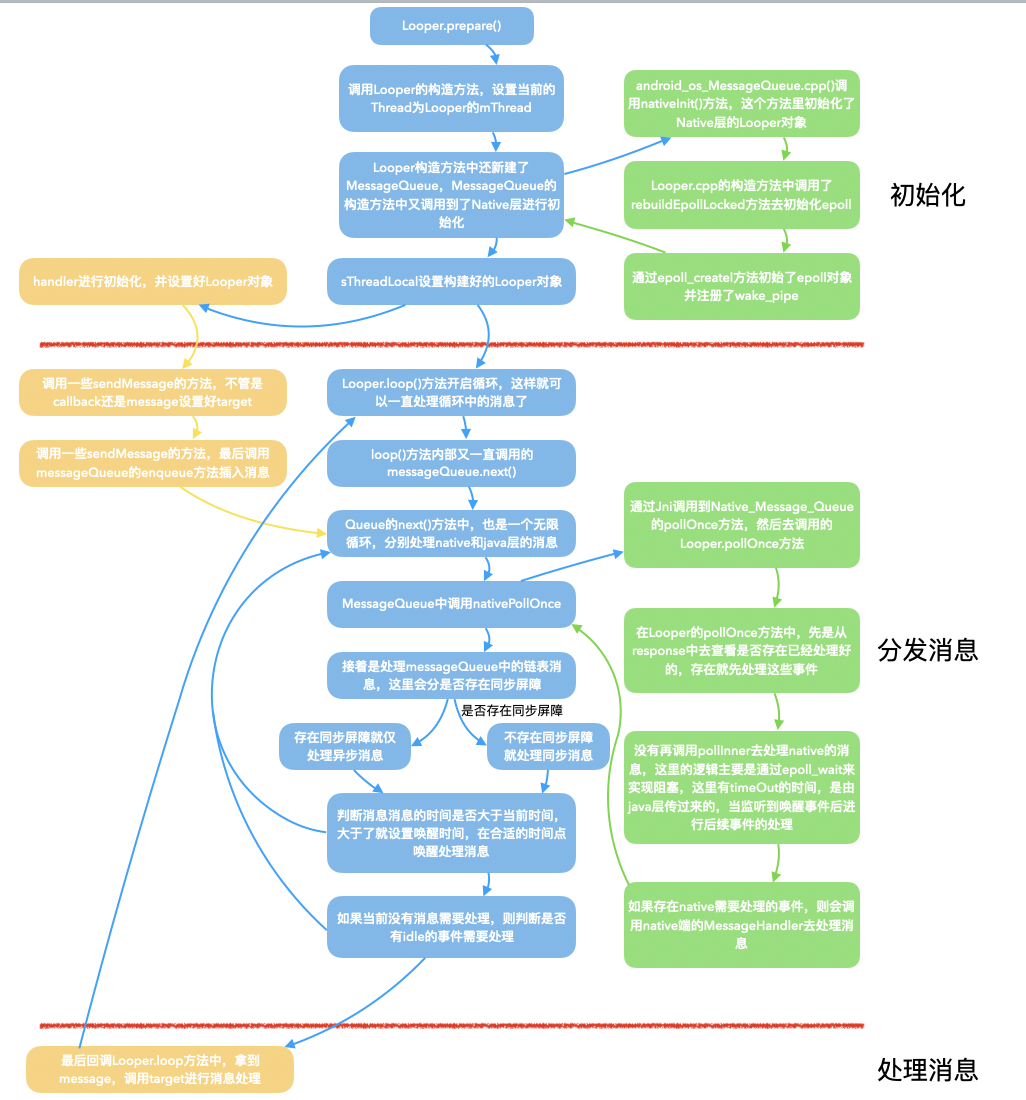 Looper.prepare()
调用Looper的构造方法，设置当前的
Thread为Looper的mThread
Looper构造方法中还新建了
MessageQueue，MessageQueue的
构造方法中又调用到了Native层进行初
始化
android_os_MessageQueue.cpp()调
用nativeInit()方法，这个方法里初始化了
Native层的Looper对象
Looper.cpp的构造方法中调用了
rebuildEpollLocked方法去初始化epoll
通过epoll_createl方法初始了epoll对象
并注册了wake_pipe
初始化
handler进行初始化，并设置好Looper对象
sThreadLocal设置构建好的Looper对象
调用一些sendMessage的方法，不管是
callback还是message设置好target
调用一些sendMessage的方法，最后调用
messageQueue的enqueue方法插入消息
Looper.loop()方法开启循环，这样就可
以一直处理循环中的消息了
loop()方法内部又一直调用的
messageQueue.next()
Queue的next()方法中，也是一个无限
循环，分别处理native和java层的消息
MessageQueue中调用nativePollOnce
接着是处理messageQueue中的链表消
息，这里会分是否存在同步屏障
是否存在同步屏障
存在同步屏障就仅
处理异步消息
不存在同步屏障
就处理同步消息
判断消息消息的时间是否大于当前时间，
大于了就设置唤醒时间，在合适的时间点
唤醒处理消息
如果当前没有消息需要处理，则判断是否
有idle的事件需要处理
通过Jni调用到Native_Message_Queue
的pollOnce方法，然后去调用的
Looper.pollOnce方法
在Looper的pollOnce方法中，先是从
response中去查看是否存在已经处理好
的，存在就先处理这些事件
没有再调用pollInner去处理native的消
息，这里的逻辑主要是通过epoll_wait来
实现阻塞，这里有timeOut的时间，是由
java层传过来的，当监听到唤醒事件后进
行后续事件的处理
如果存在native需要处理的事件，则会调
用native端的MessageHandler去处理消
息
分发消息
最后回调Looper.loop方法中，拿到
message，调用target进行消息处理
处理消息